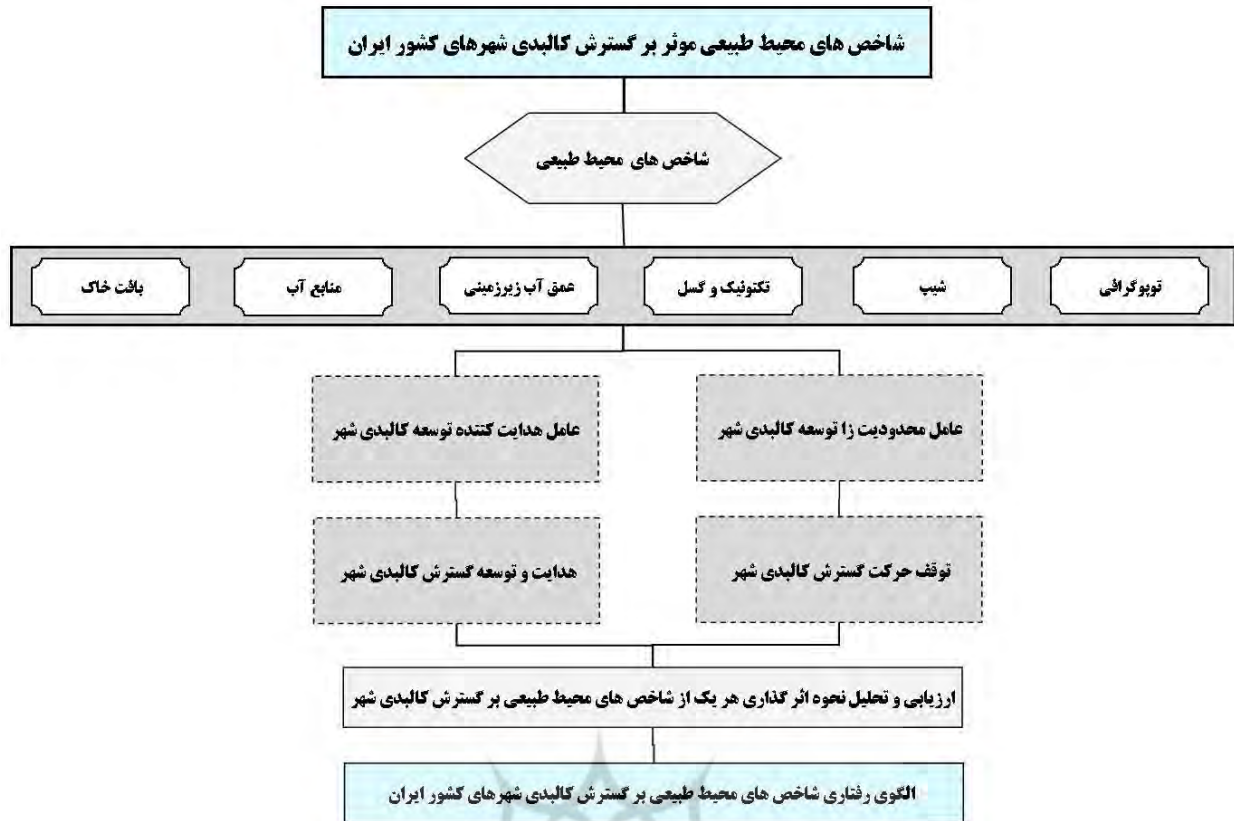 شاخص های محیط طبیعی موثر بر گسترش کالبدی شهرهای کشور ایران
شاخص های محیط طبیعی
توپوگرافی
شیپ
تکتونیک و گسل
عمق آب زیرزمینی
منابع آب
بافت خاک
عامل محدودیت زا توسعه کالبدی شهر
عامل هدایت کننده توسعه کالبدی شهر
توقف حرکت گسترش کالبدی شهر
هدایت و توسعه گسترش کالبدی شهر
ارزیابی و تحلیل نحوه اثر گذاری هر یک از شاخص های محیط طبیعی بر گسترش کالبدی شهر
الگوی رفتاری شاخص های محیط طبیعی بر گسترش کالبدی شهرهای کشور ایران